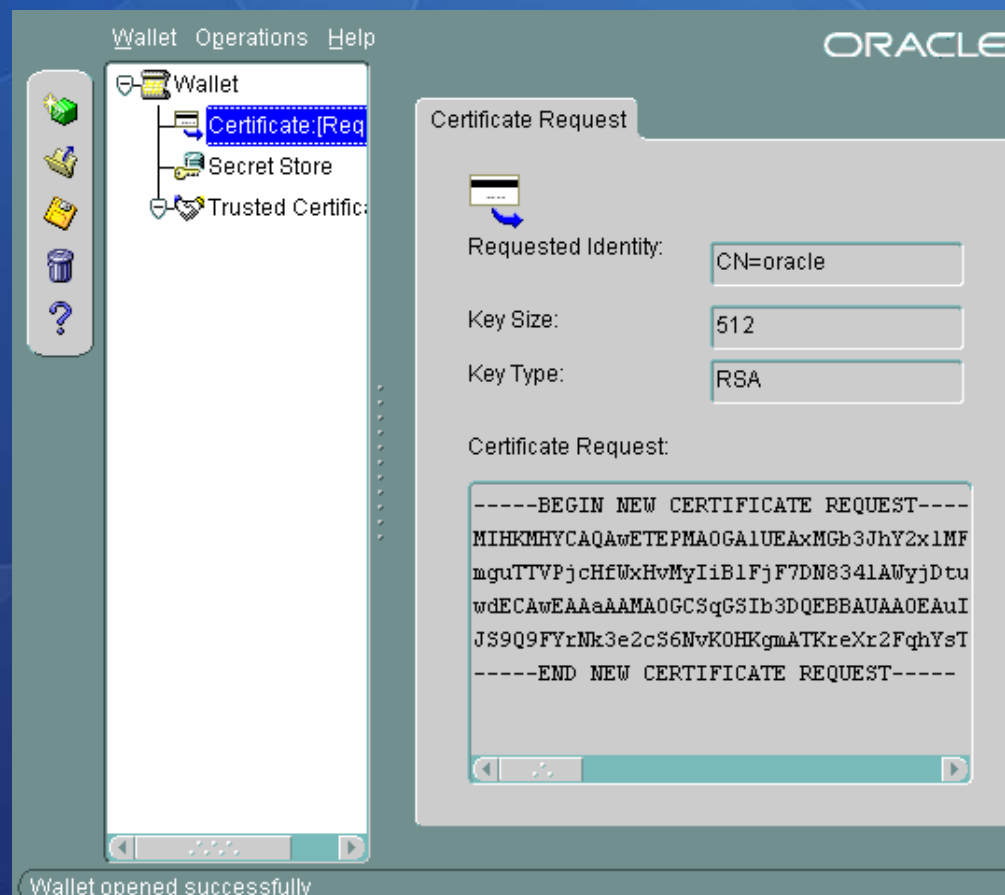 Wallet Operations Help
ORACLE
Wallet
Certificate:[Req
Secret Store
Trusted Certific
Certificate Request
Requested Identity:
CN=oracle
Key Size:
512
Key Type:
RSA
Certificate Request:
-----BEGIN NEW CERTIFICATE REQUEST----
MIHKMHYCAQAwETEPMA0GA1UEAxMGb3JhY2xlMF
mguTTVPjcHfWxHvMyIiBlFjF7DN834lAWyjDtu
wdECAwEAAaAAMA0GCSqGSIb3DQEBBAUAA0EAuI
JS9Q9FYrNk3e2cS6NvK0HKgmATKreXr2FqhYsT
-----END NEW CERTIFICATE REQUEST-----
Wallet opened successfully